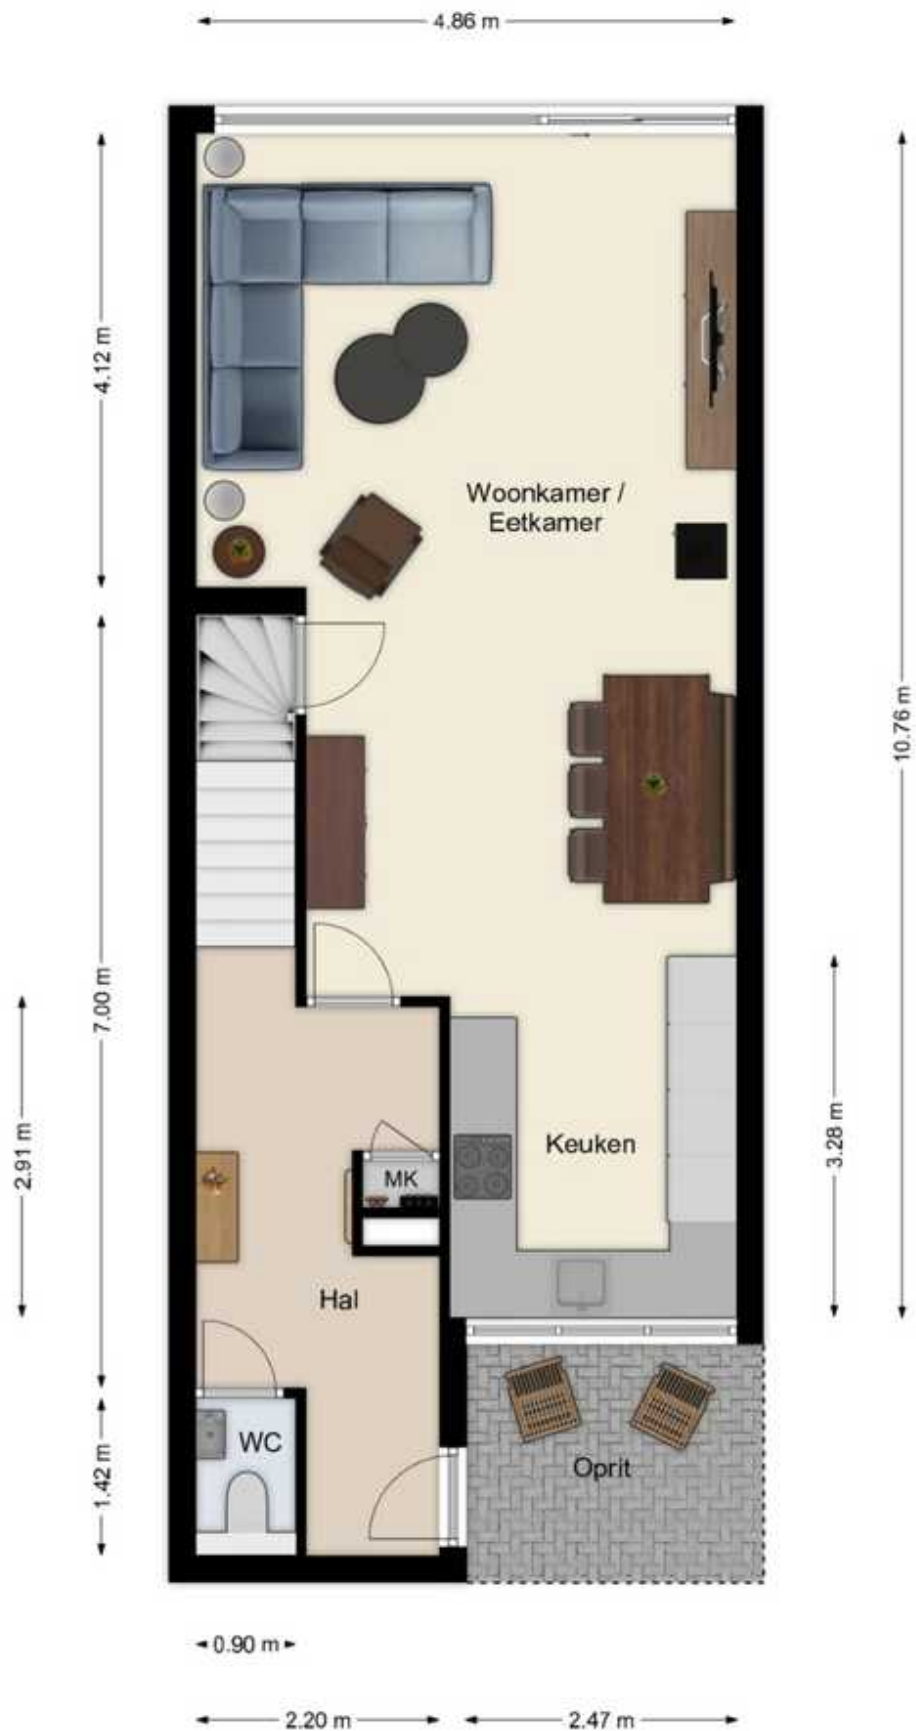 4.86 m
4.12 m
Woonkamer /
Eetkamer
10.76 m
7.00 m
2.91 m
3.28 m
Keuken
MK
Hal
WC
1.42 m
Oprit
0.90 m
2.20 m
2.47 m